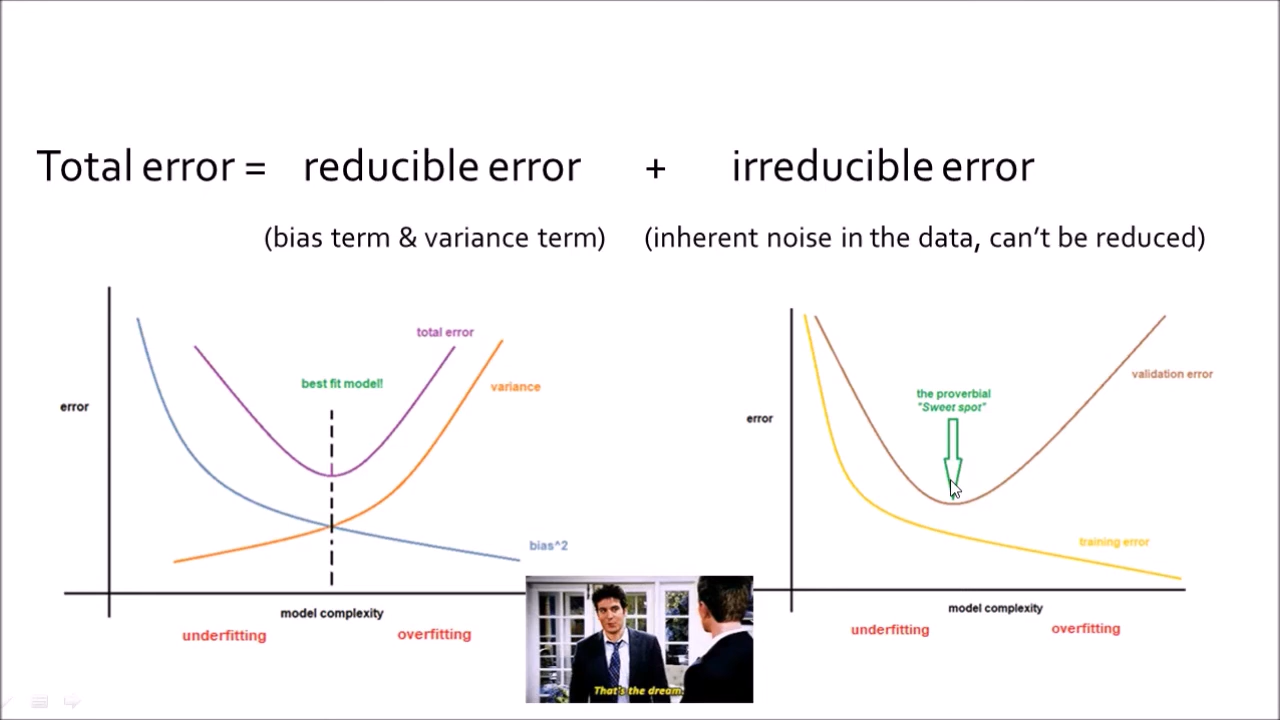 Total error = reducible error + irreducible error
(bias term & variance term) (inherent noise in the data, can’t be reduced)
total error
best fit model!
variance
error
bias^2
model complexity
underfitting overfitting
validation error
the proverbial
"Sweet spot"
error
training error
model complexity
underfitting overfitting
That's the dream.